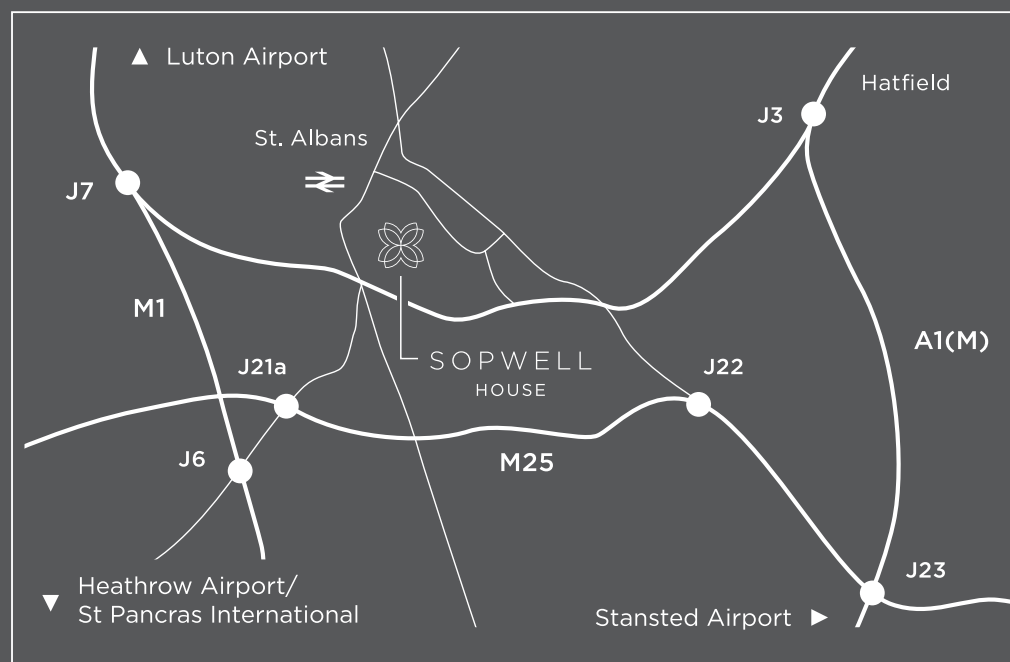 Luton Airport
Hatfield
J3
St. Albans
J7
M1
A1(M)
SOPWELL
HOUSE
J21a
J22
J6
M25
J23
Heathrow Airport/
St Pancras International
Stansted Airport